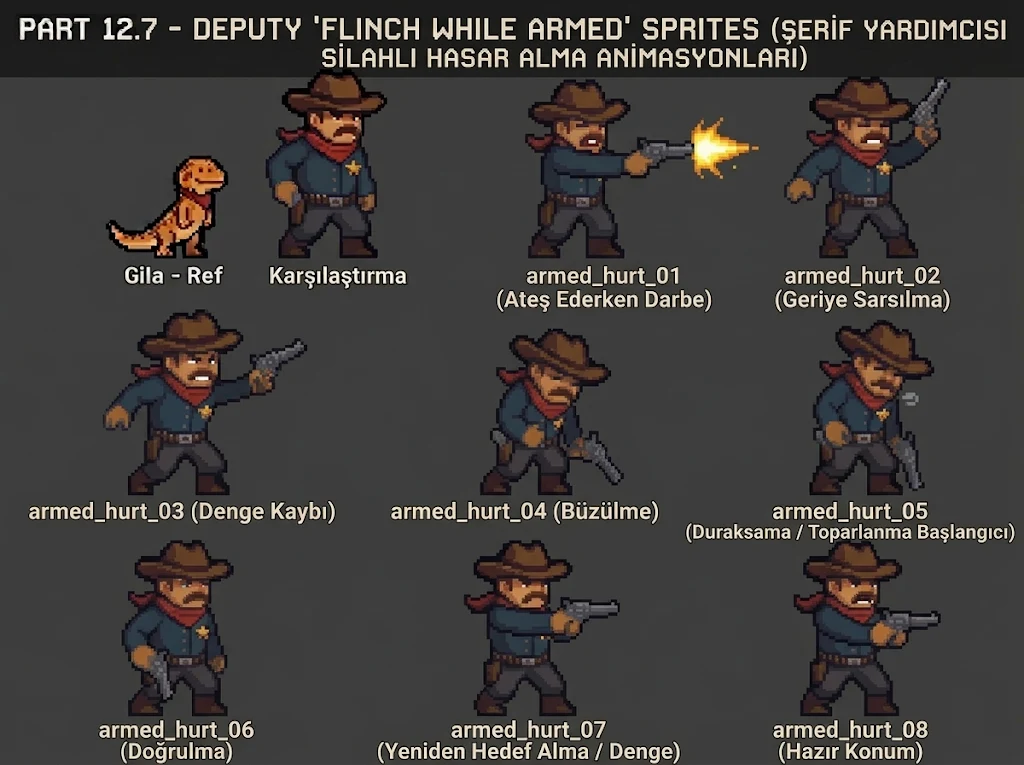 PART 12.7 - DEPUTY 'FLINCH WHILE ARMED' SPRITES (ŞERİF YARDIMCISI
SİLAHLI HASAR ALMA ANİMASYONLARI)
Gila - Ref
Karşılaştırma
armed_hurt_01
(Ateş Ederken Darbe)
armed_hurt_02
(Geriye Sarsılma)
armed_hurt_03 (Denge Kaybı)
armed_hurt_04 (Büzülme)
armed_hurt_05
(Duraksama / Toparlanma Başlangıcı)
armed_hurt_06
(Doğrulma)
armed_hurt_07
(Yeniden Hedef Alma / Denge)
armed_hurt_08
(Hazır Konum)